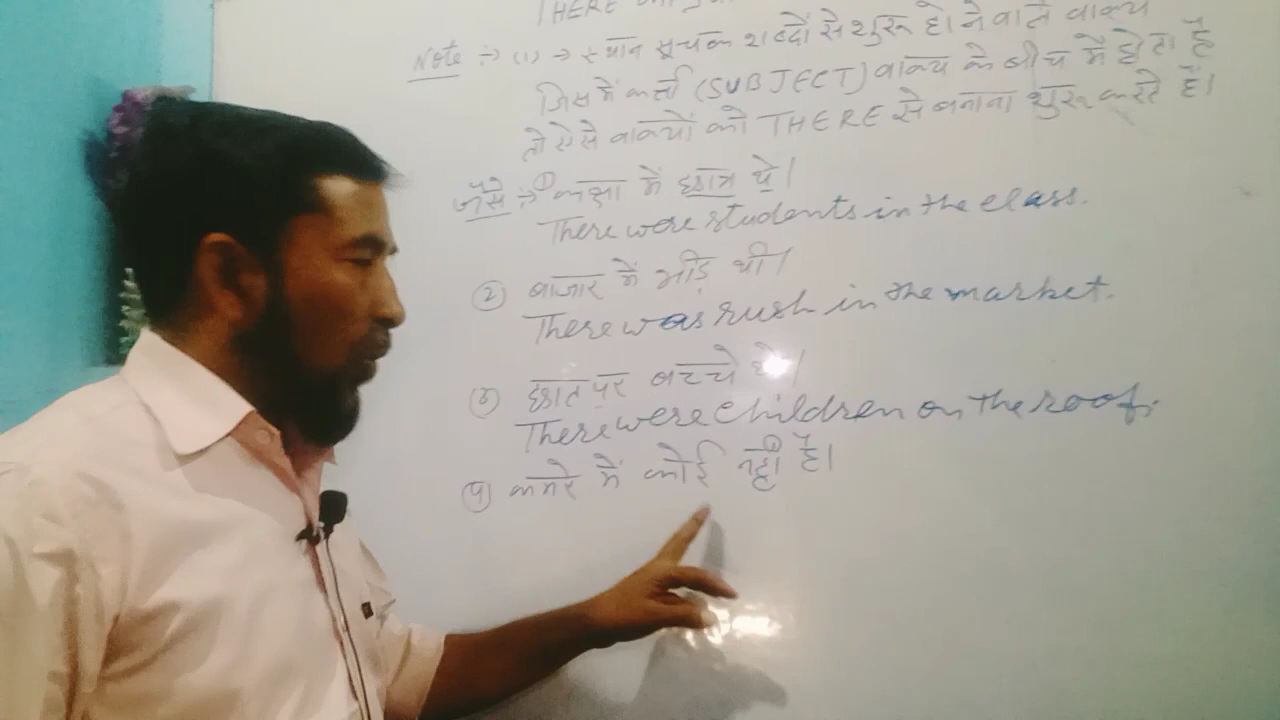 THERE का
Note :-> (1) → स्थान सूचक शब्दों से शुरू होने वाले वाक्य
जिसमें कर्त्ता (SUBJECT) वाक्य के बीच में होता है
तो ऐसे वाक्यों को THERE से बनाना शुरू करते हैं।
जैसे :-> ① कक्षा में छात्र थे।
There were students in the class.
② बाजार में भीड़ थी।
There was rush in the market.
③ छत पर बच्चे थे।
There were children on the roof.
④ कमरे में कोई नहीं है।